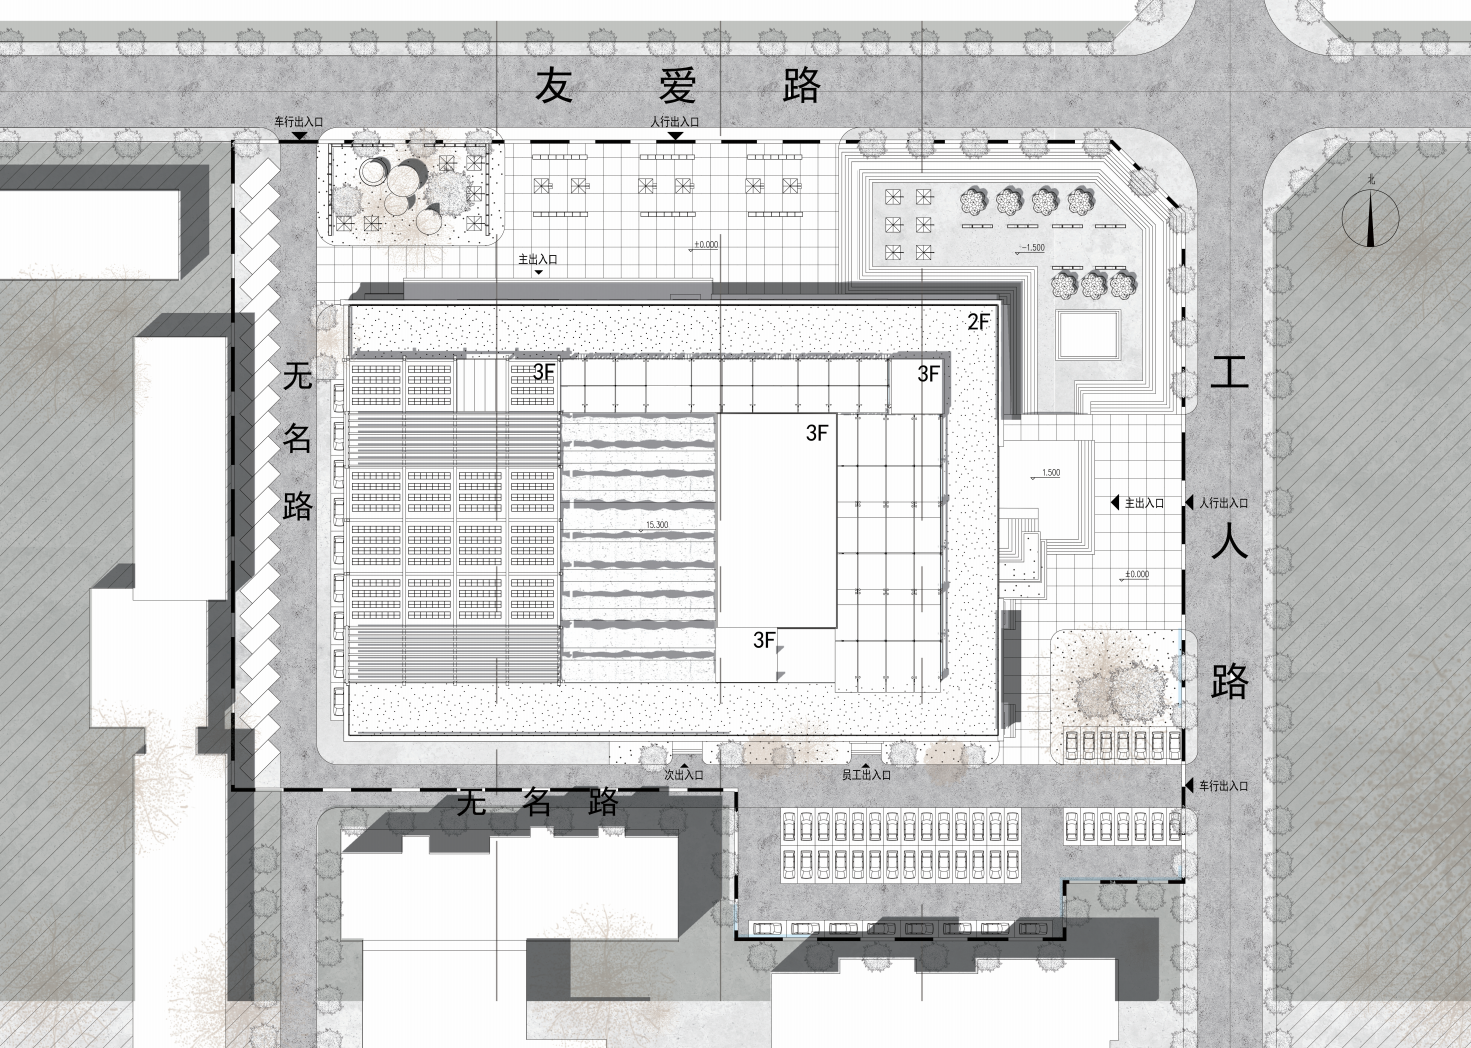 友 爱 路
车行出入口
人行出入口
北
±0.000
-1.500
主出入口
2F
3F
3F
无
名
路
工
人
路
3F
1.500
主出入口
人行出入口
15.300
±0.000
3F
次出入口
员工出入口
车行出入口
无 名 路